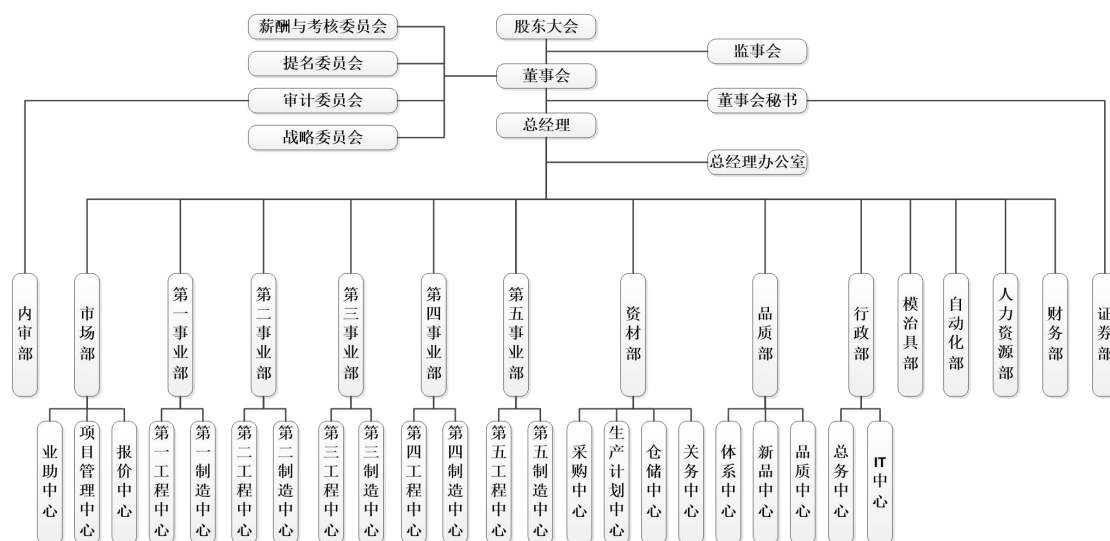 薪酬与考核委员会
股东大会
监事会
提名委员会
董事会
审计委员会
董事会秘书
总经理
战略委员会
总经理办公室
内审部
市场部
第一事业部
第二事业部
第三事业部
第四事业部
第五事业部
资材部
品质部
行政部
模治具部
自动化部
人力资源部
财务部
证券部
业助中心
项目管理中心
报价中心
第一工程中心
第一制造中心
第二工程中心
第二制造中心
第三工程中心
第三制造中心
第四工程中心
第四制造中心
第五工程中心
第五制造中心
采购中心
生产计划中心
仓储中心
关务中心
体系中心
新品中心
品质中心
总务中心
IT中心